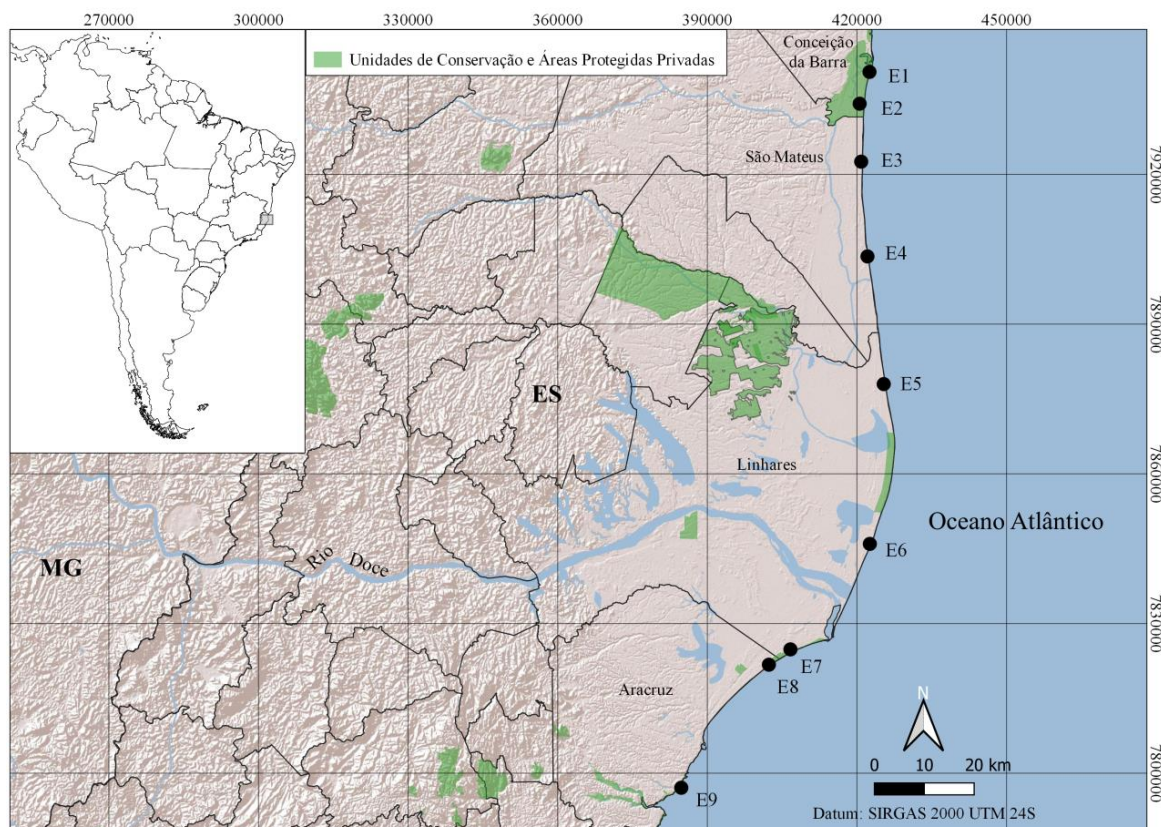 270000 300000 330000 360000 390000 420000 450000
Unidades de Conservação e Áreas Protegidas Privadas
Conceição
da Barra
E1
E2
São Mateus
E3
7920000
E4
7890000
ES
E5
Linhares
7860000
Oceano Atlântico
E6
MG
Rio Doce
7830000
E7
E8
Aracruz
N
0 10 20 km
7800000
E9
Datum: SIRGAS 2000 UTM 24S